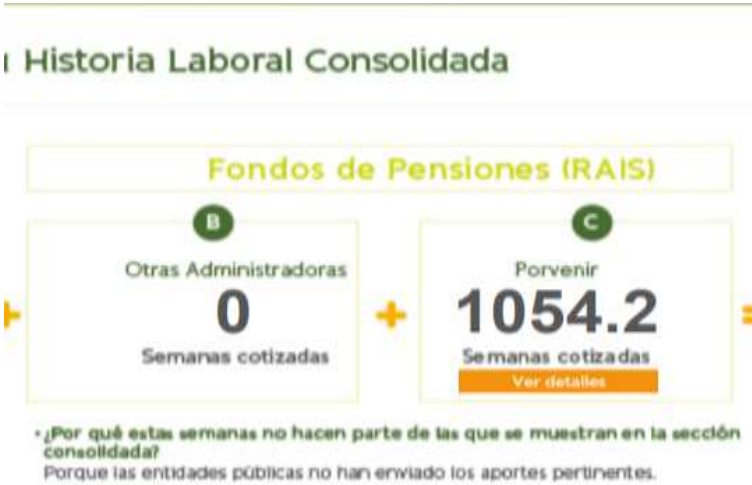 Historia Laboral Consolidada
Fondos de Pensiones (RAIS)
B
C
Otras Administradoras
Porvenir
+
0
+
1054.2
=
Semanas cotizadas
Semanas cotizadas
Ver detalles
• ¿Por qué estas semanas no hacen parte de las que se muestran en la sección
consolidada?
Porque las entidades públicas no han enviado los aportes pertinentes.